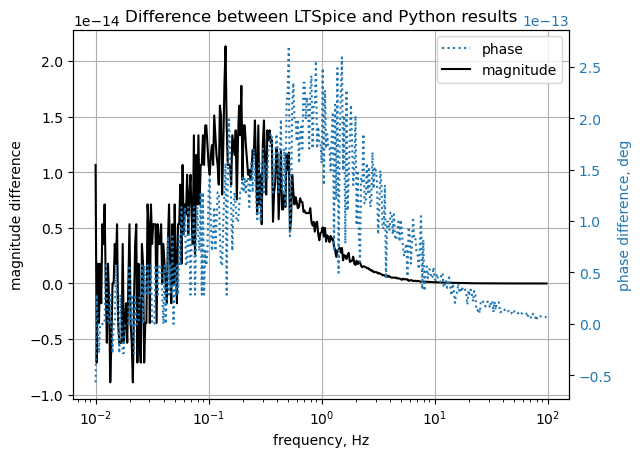 Difference between LTSpice and Python results
1e−14
1e−13
phase
magnitude
2.0
1.5
1.0
0.5
0.0
−0.5
−1.0
magnitude difference
2.5
2.0
1.5
1.0
0.5
0.0
−0.5
phase difference, deg
10⁻² 10⁻¹ 10⁰ 10¹ 10²
frequency, Hz